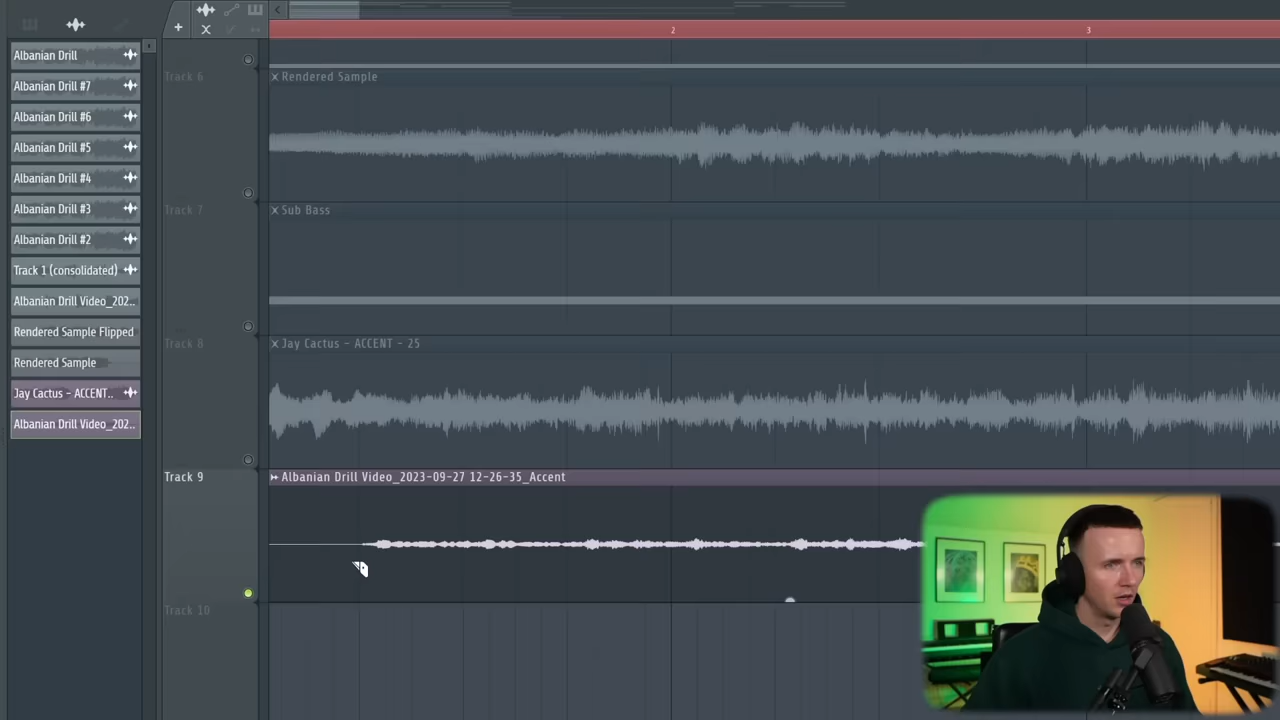 2
3
Albanian Drill
Albanian Drill #7
Albanian Drill #6
Albanian Drill #5
Albanian Drill #4
Albanian Drill #3
Albanian Drill #2
Track 1 (consolidated)
Albanian Drill Video_202..
Rendered Sample Flipped
Rendered Sample
Jay Cactus - ACCENT..
Albanian Drill Video_202..
Track 6
Rendered Sample
Track 7
Sub Bass
Track 8
Jay Cactus - ACCENT - 25
Track 9
Albanian Drill Video_2023-09-27 12-26-35_Accent
Track 10